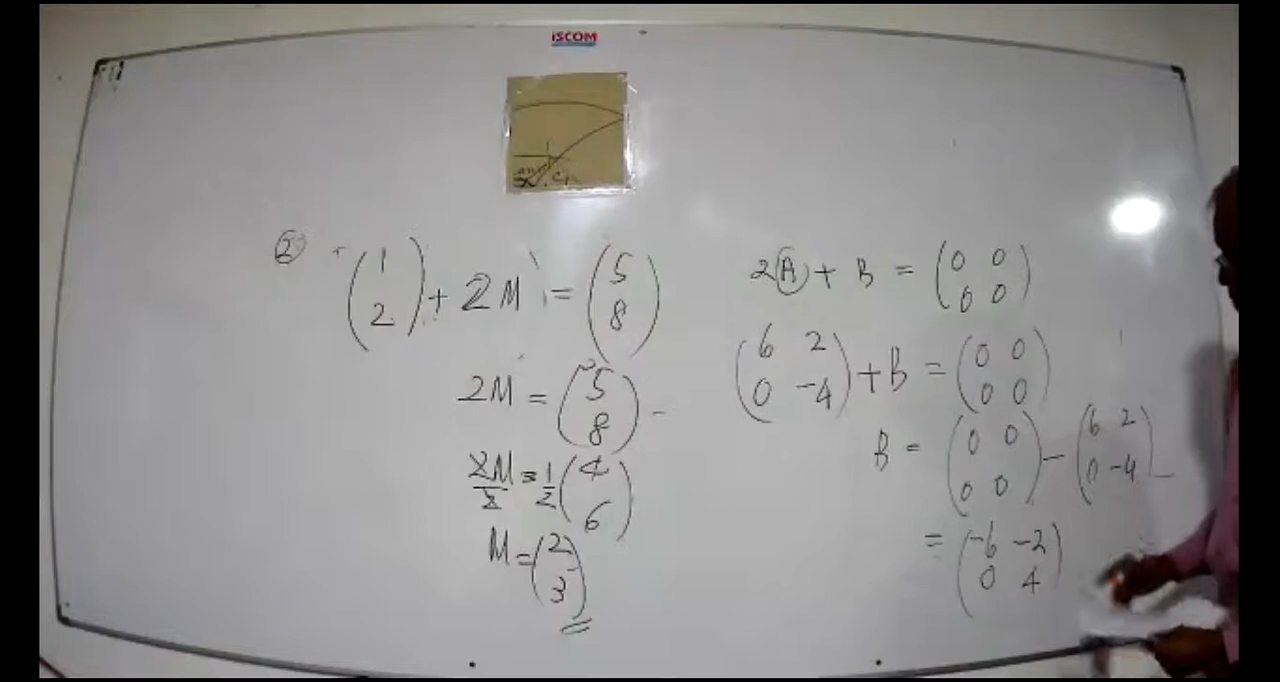 iSCOM
②
(1
2) + 2M = (5
8)
2M = (5
8) -
2M/2 = 1/2 (4
6)
M = (2
3)
2A + B = (0 0
0 0)
(6 2
0 -4) + B = (0 0
0 0)
B = (0 0
0 0) - (6 2
0 -4)
= (-6 -2
0 4)